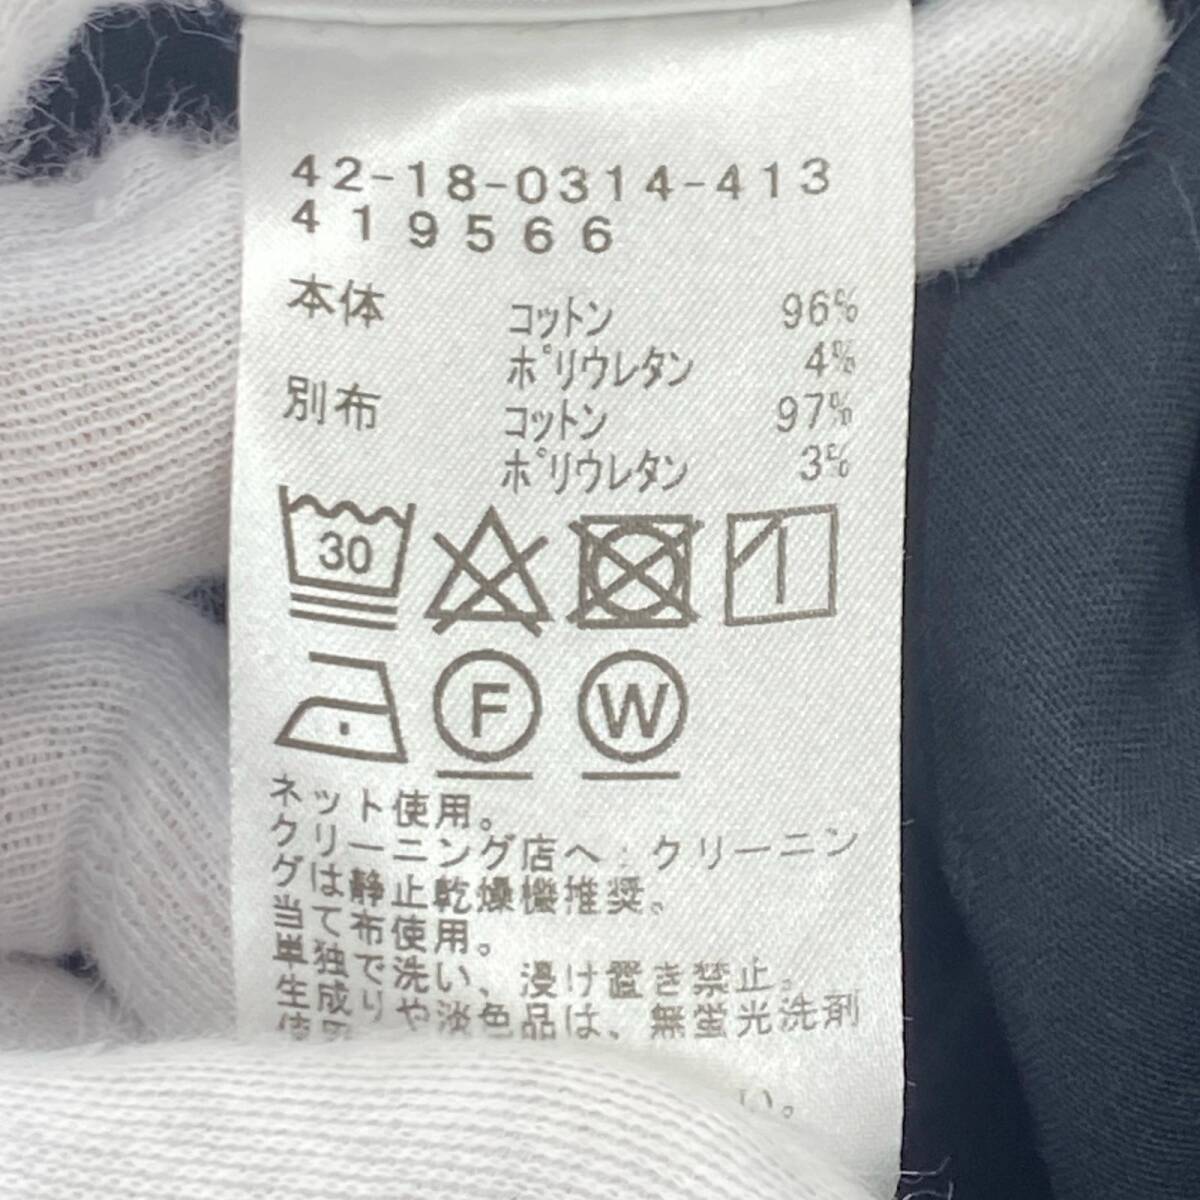 42-18-0314-413
419566
本体 コットン 96%
ポリウレタン 4%
別布 コットン 97%
ポリウレタン 3%
30
F W
ネット使用。
クリーニング店へ:クリーニン
グは静止乾燥機推奨。
当て布使用。
単独で洗い、浸け置き禁止。
生成りや淡色品は、無蛍光洗剤
使用
い。